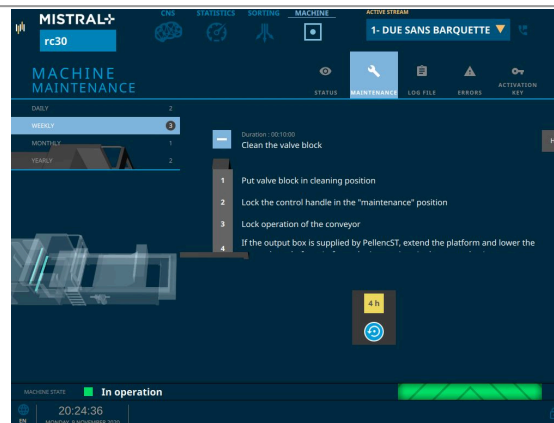 MISTRAL+
rc30
CNS
STATISTICS
SORTING
MACHINE
ACTIVE STREAM
1- DUE SANS BARQUETTE
MACHINE
MAINTENANCE
STATUS
MAINTENANCE
LOG FILE
ERRORS
ACTIVATION
KEY
DAILY 2
WEEKLY 3
MONTHLY 1
YEARLY 2
Duration : 00:10:00
Clean the valve block
H
1 Put valve block in cleaning position
2 Lock the control handle in the "maintenance" position
3 Lock operation of the conveyor
4 If the output box is supplied by PellencST, extend the platform and lower the
4 h
MACHINE STATE In operation
EN
20:24:36
MONDAY, 9 NOVEMBER 2020